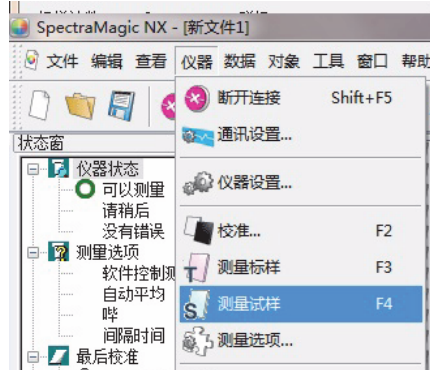 SpectraMagic NX - [新文件1]
文件 编辑 查看 仪器 数据 对象 工具 窗口 帮助
断开连接 Shift+F5
通讯设置...
状态窗
仪器状态
仪器设置...
可以测量
请稍后
没有错误
校准... F2
测量选项
软件控制测
测量标样 F3
自动平均
哔
测量试样 F4
间隔时间
测量选项...
最后校准